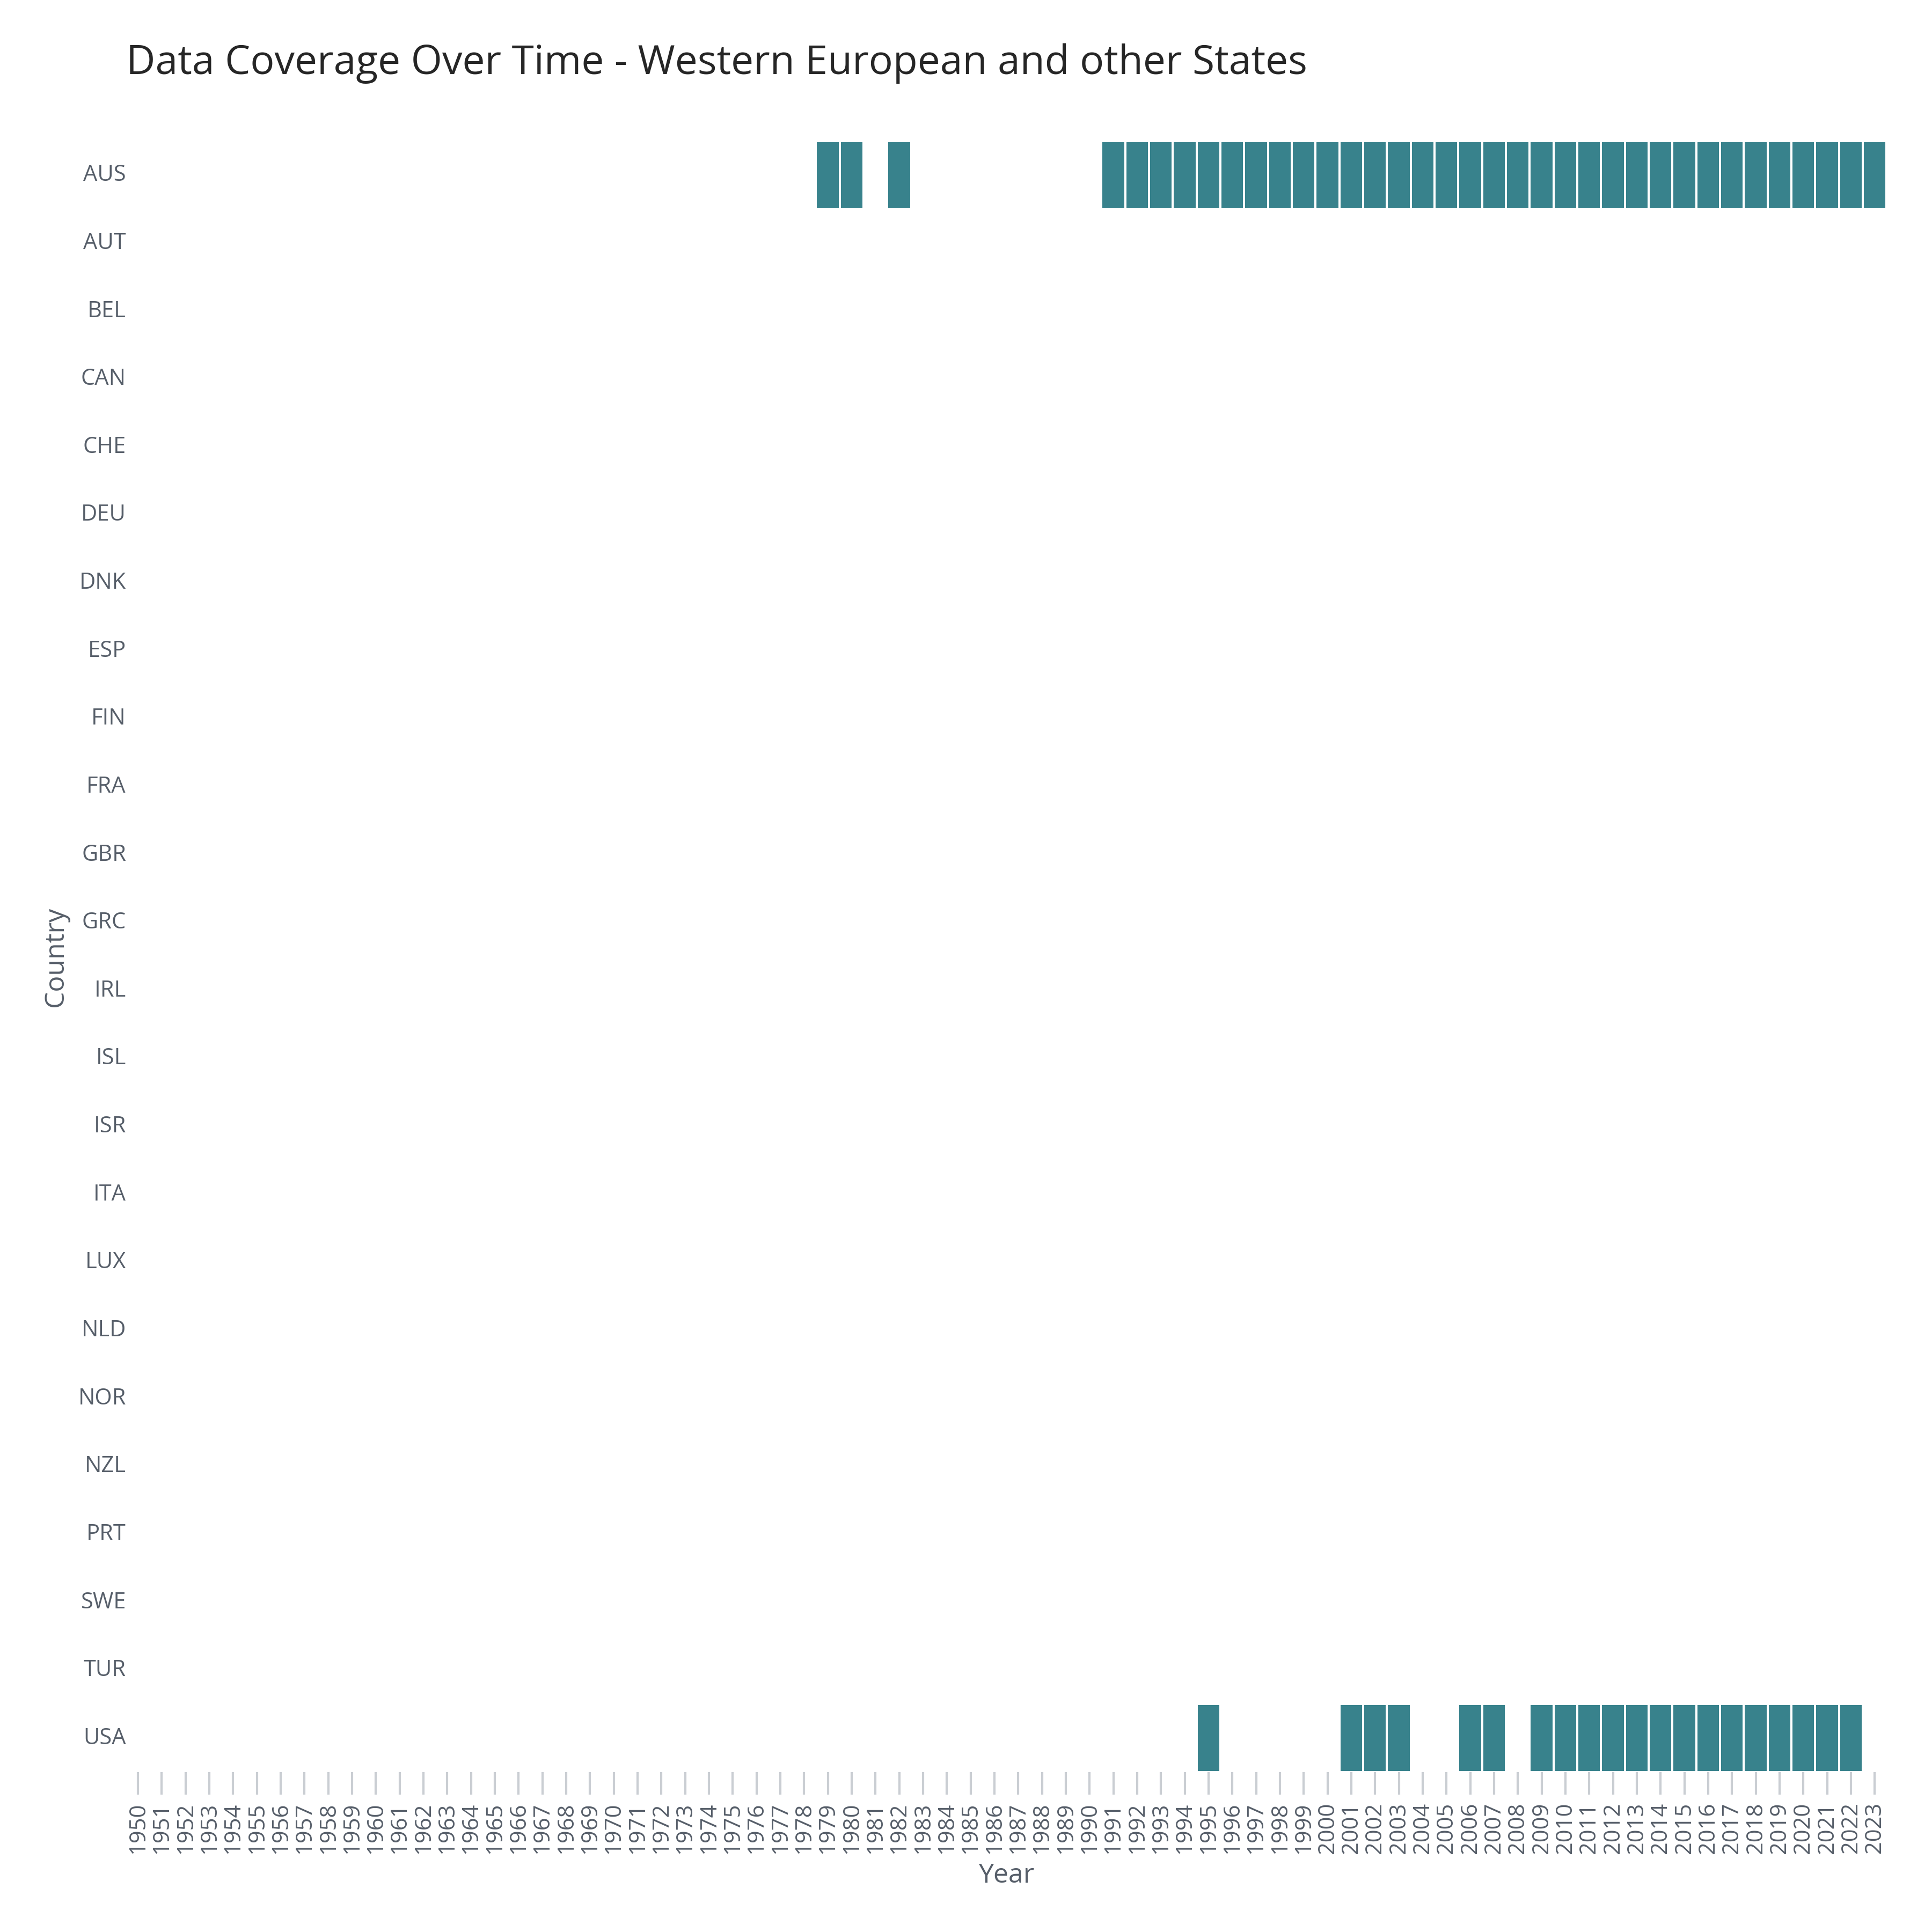 Data Coverage Over Time - Western European and other States
AUS
AUT
BEL
CAN
CHE
DEU
DNK
ESP
FIN
FRA
GBR
GRC
IRL
ISL
ISR
ITA
LUX
NLD
NOR
NZL
PRT
SWE
TUR
USA
Country
1950 1951 1952 1953 1954 1955 1956 1957 1958 1959 1960 1961 1962 1963 1964 1965 1966 1967 1968 1969 1970 1971 1972 1973 1974 1975 1976 1977 1978 1979 1980 1981 1982 1983 1984 1985 1986 1987 1988 1989 1990 1991 1992 1993 1994 1995 1996 1997 1998 1999 2000 2001 2002 2003 2004 2005 2006 2007 2008 2009 2010 2011 2012 2013 2014 2015 2016 2017 2018 2019 2020 2021 2022 2023
Year